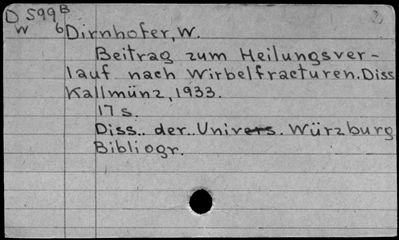 D 599 B
W 6 Dirnhofer, W.
Beitrag zum Heilungsver-
lauf nach Wirbelfracturen. Diss
Kallmünz, 1933.
17 s.
Diss. der. Univers. Würzburg
Bibliogr.